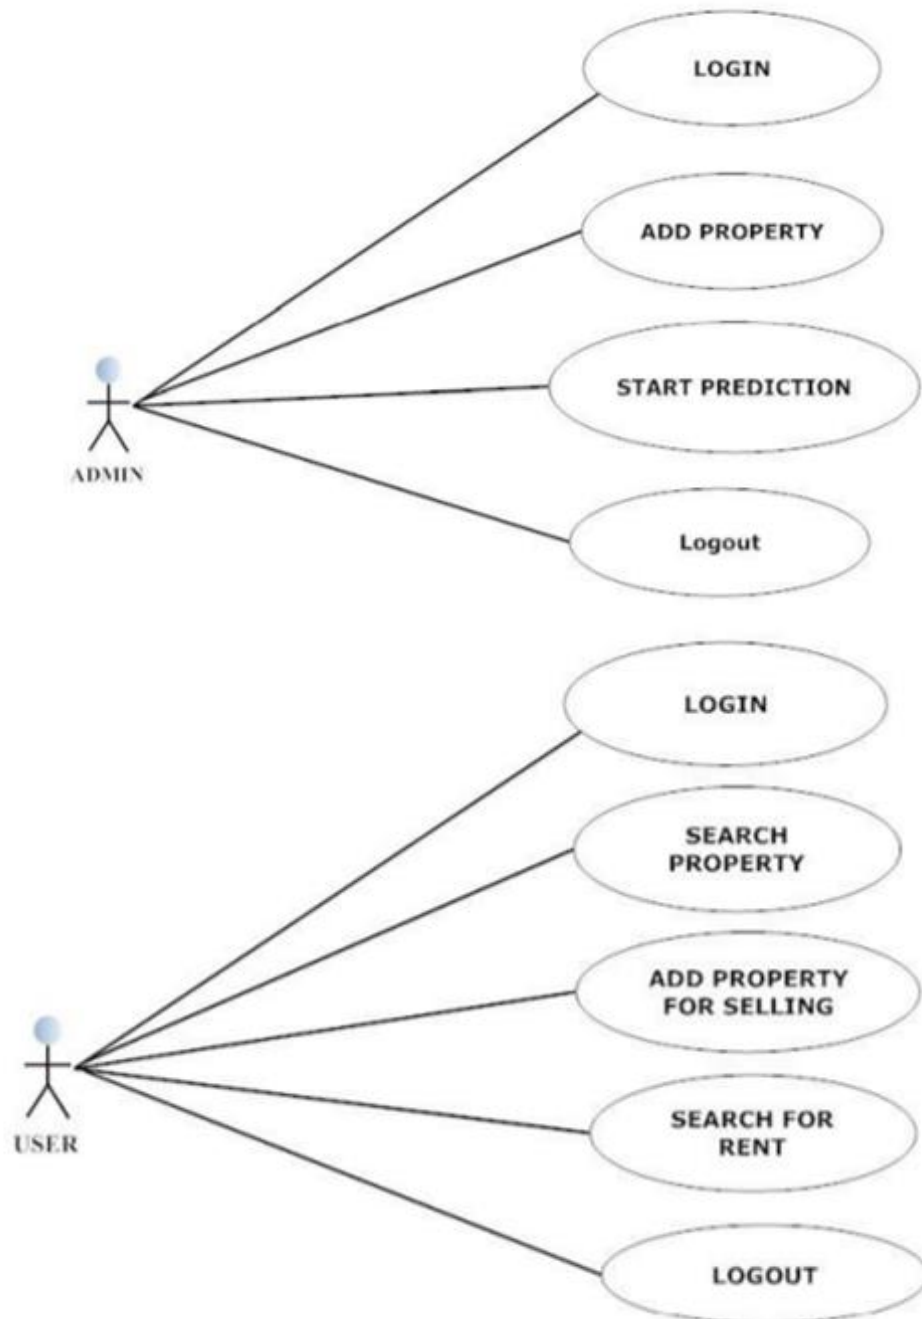 LOGIN
ADD PROPERTY
START PREDICTION
ADMIN
Logout
LOGIN
SEARCH
PROPERTY
ADD PROPERTY
FOR SELLING
SEARCH FOR
RENT
USER
LOGOUT